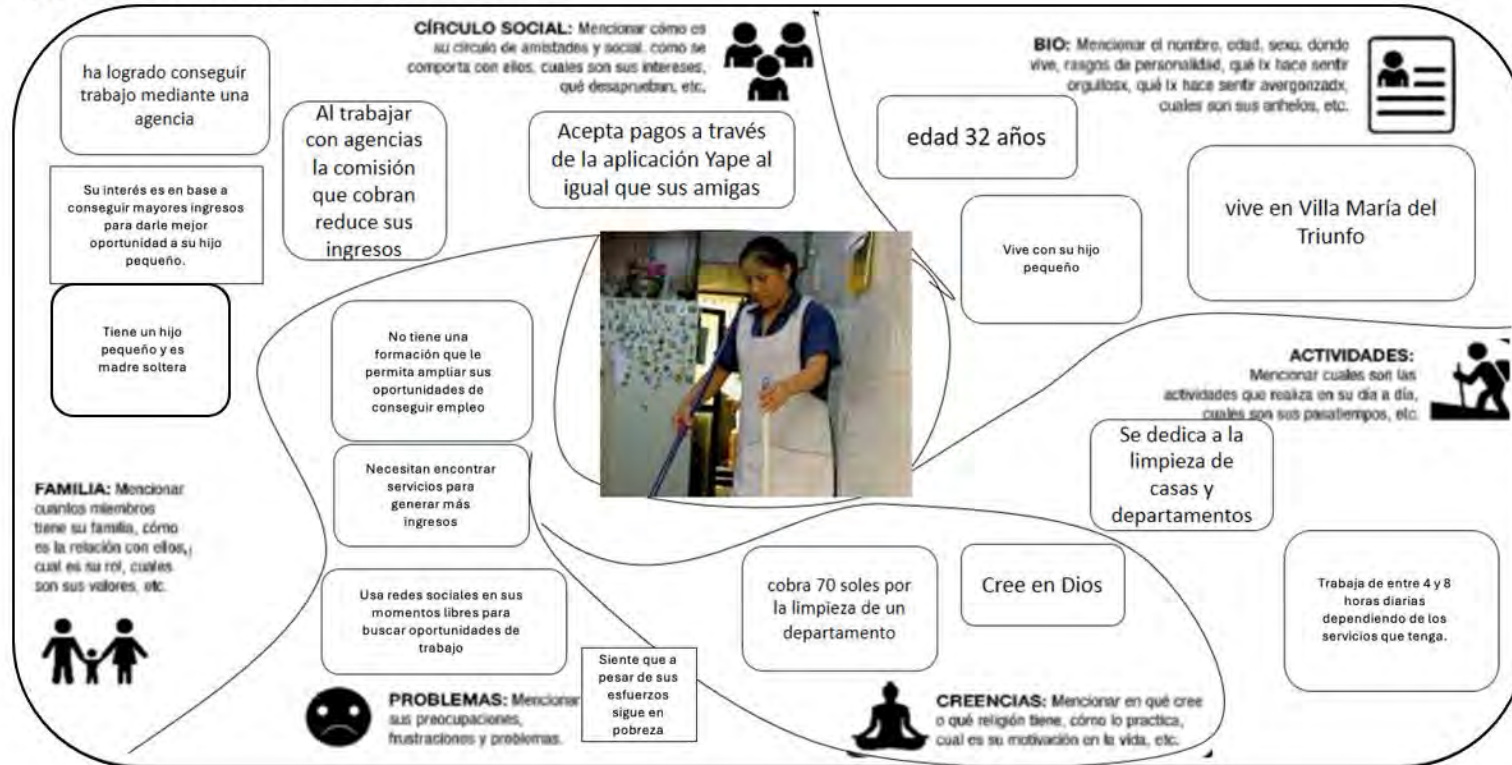 CÍRCULO SOCIAL: Mencionar cómo es
su círculo de amistades y social, cómo se
comporta con ellos, cuales son sus intereses,
qué desaprueban, etc.
ha logrado conseguir
trabajo mediante una
agencia
Al trabajar
con agencias
la comisión
que cobran
reduce sus
ingresos
Acepta pagos a través
de la aplicación Yape al
igual que sus amigas
Su interés es en base a
conseguir mayores ingresos
para darle mejor
oportunidad a su hijo
pequeño.
Tiene un hijo
pequeño y es
madre soltera
BIO: Mencionar el nombre, edad, sexo, donde
vive, rasgos de personalidad, qué lx hace sentir
orgullosx, qué lx hace sentir avergonzadx,
cuales son sus anhelos, etc.
edad 32 años
Vive con su hijo
pequeño
vive en Villa María del
Triunfo
ACTIVIDADES:
Mencionar cuales son las
actividades que realiza en su día a día,
cuales son sus pasatiempos, etc
Se dedica a la
limpieza de
casas y
departamentos
Trabaja de entre 4 y 8
horas diarias
dependiendo de los
servicios que tenga.
FAMILIA: Mencionar
cuantos miembros
tiene su familia, cómo
es la relación con ellos,
cual es su rol, cuales
son sus valores, etc.
No tiene una
formación que le
permita ampliar sus
oportunidades de
conseguir empleo
Necesitan encontrar
servicios para
generar más
ingresos
Usa redes sociales en sus
momentos libres para
buscar oportunidades de
trabajo
Siente que a
pesar de sus
esfuerzos
sigue en
pobreza
PROBLEMAS: Mencionar
sus preocupaciones,
frustraciones y problemas.
cobra 70 soles por
la limpieza de un
departamento
Cree en Dios
CREENCIAS: Mencionar en qué cree
o qué religión tiene, cómo lo practica,
cual es su motivación en la vida, etc.